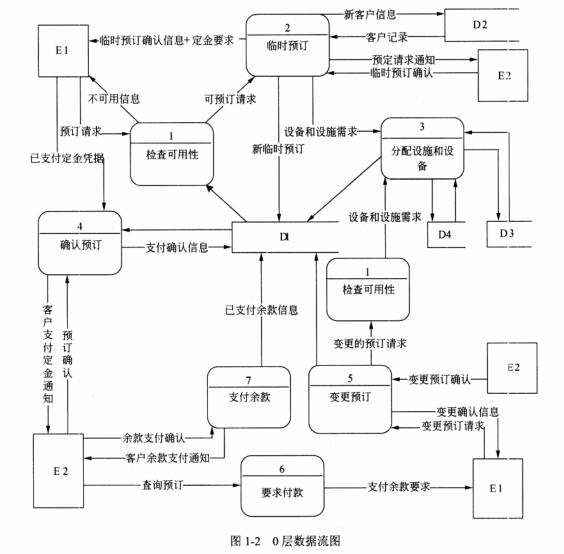 新客户信息
2
D2
临时预订确认信息+定金要求
E1
临时预订
客户记录
预定请求通知
E2
临时预订确认
不可用信息
可预订请求
预订请求
1
设备和设施需求
3
检查可用性
新临时预订
分配设施和设备
已支付定金凭据
4
设备和设施需求
D1
D4
D3
确认预订
支付确认信息
1
检查可用性
已支付余款信息
客户支付定金通知
预订确认
变更的预订请求
7
5
变更预订确认
E2
支付余款
变更预订
变更确认信息
余款支付确认
变更预订请求
E2
客户余款支付通知
6
查询预订
要求付款
支付余款要求
E1
图 1-2 0 层数据流图